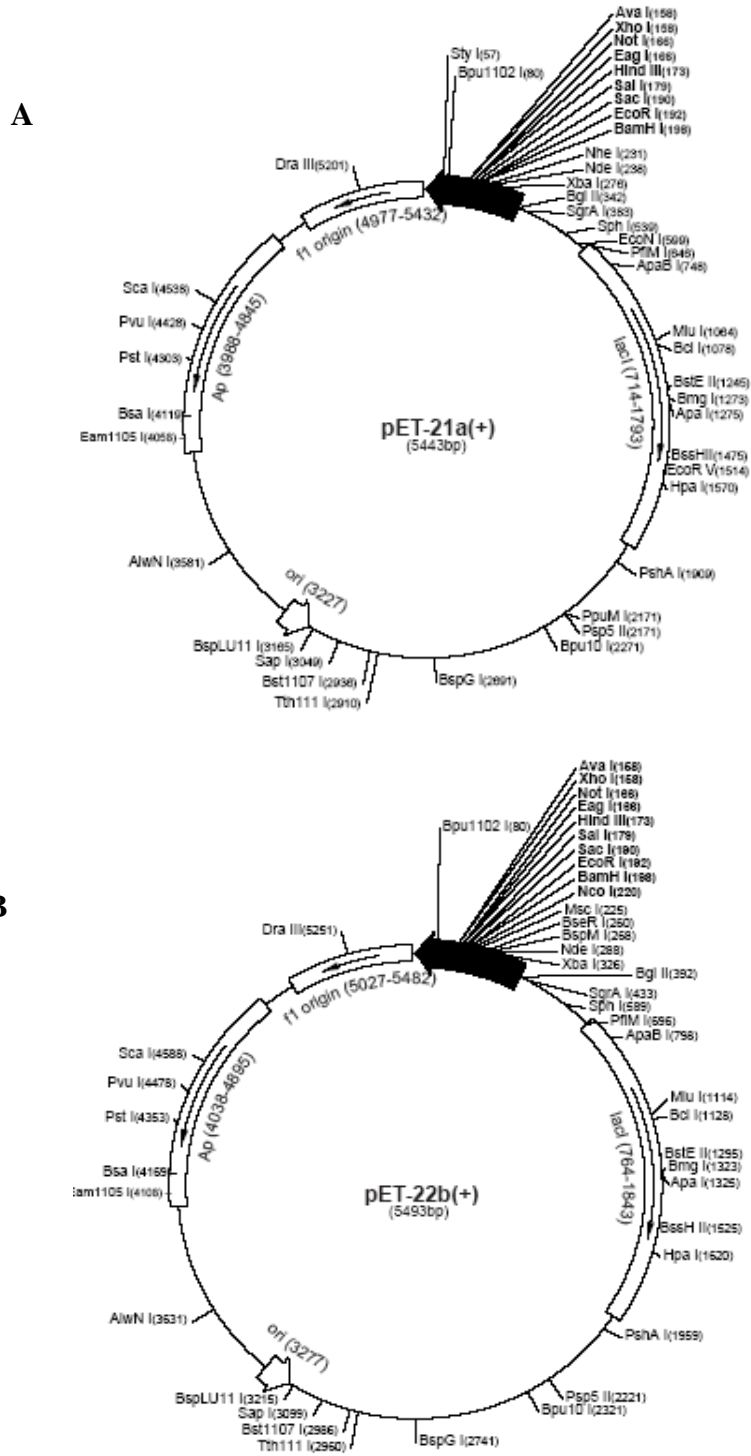 A
Ava I(158)
Xho I(158)
Not I(166)
Eag I(166)
Hind III(173)
Sal I(179)
Sac I(190)
EcoR I(192)
BamH I(198)
Sty I(57)
Bpu1102 I(80)
Nhe I(231)
Nde I(238)
Xba I(276)
Bgl II(342)
SgrA I(383)
Sph I(539)
EcoN I(599)
PflM I(646)
ApaB I(748)
Mlu I(1064)
Bcl I(1078)
BstE II(1245)
Bmg I(1273)
Apa I(1275)
BssHII(1475)
EcoR V(1514)
Hpa I(1570)
PshA I(1909)
PpuM I(2171)
Psp5 II(2171)
Bpu10 I(2271)
BspG I(2691)
Tth111 I(2910)
Bst1107 I(2936)
Sap I(3049)
BspLU11 I(3165)
AlwN I(3581)
Eam1105 I(4058)
Bsa I(4119)
Pst I(4303)
Pvu I(4428)
Sca I(4538)
Dra III(5201)
f1 origin (4977-5432)
Ap (3988-4845)
lacI (714-1793)
ori (3227)
pET-21a(+)
(5443bp)
B
Ava I(158)
Xho I(158)
Not I(166)
Eag I(166)
Hind III(173)
Sal I(179)
Sac I(190)
EcoR I(192)
BamH I(198)
Nco I(220)
Bpu1102 I(80)
Msc I(225)
BseR I(260)
BspM I(268)
Nde I(288)
Xba I(326)
Bgl II(392)
SgrA I(433)
Sph I(589)
PflM I(696)
ApaB I(798)
Mlu I(1114)
Bcl I(1128)
BstE II(1295)
Bmg I(1323)
Apa I(1325)
BssH II(1525)
Hpa I(1620)
PshA I(1959)
Psp5 II(2221)
Bpu10 I(2321)
BspG I(2741)
Tth111 I(2960)
Bst1107 I(2986)
Sap I(3099)
BspLU11 I(3215)
AlwN I(3631)
Eam1105 I(4108)
Bsa I(4169)
Pst I(4353)
Pvu I(4478)
Sca I(4588)
Dra III(5251)
f1 origin (5027-5482)
Ap (4038-4895)
lacI (764-1843)
ori (3277)
pET-22b(+)
(5493bp)